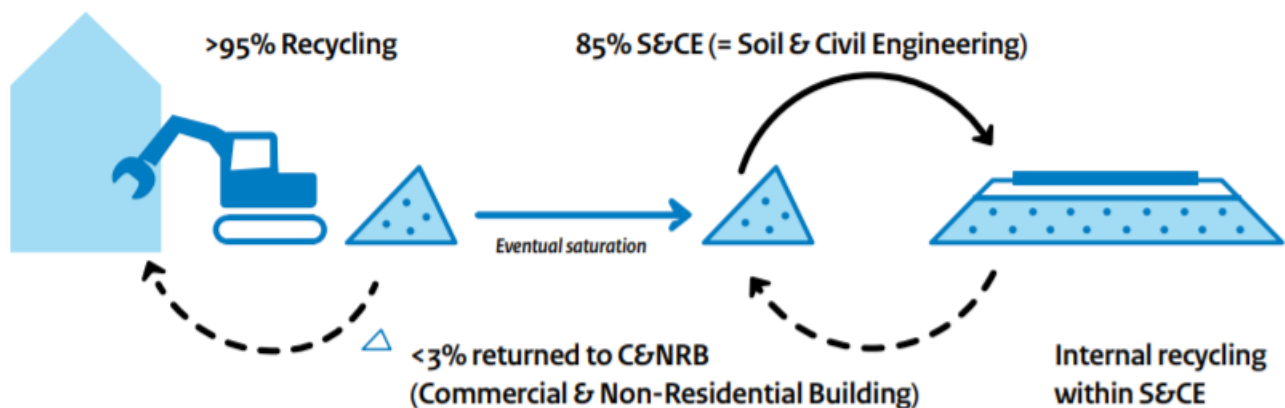 >95% Recycling
85% S&CE (= Soil & Civil Engineering)
Eventual saturation
<3% returned to C&NRB
(Commercial & Non-Residential Building)
Internal recycling
within S&CE